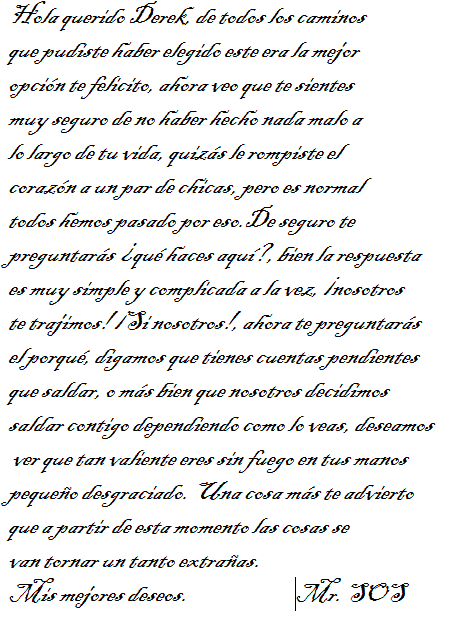 Hola querido Derek, de todos los caminos
que pudiste haber elegido este era la mejor
opción te felicito, ahora veo que te sientes
muy seguro de no haber hecho nada malo a
lo largo de tu vida, quizás le rompiste el
corazón a un par de chicas, pero es normal
todos hemos pasado por eso. De seguro te
preguntarás ¿qué haces aquí?, bien la respuesta
es muy simple y complicada a la vez, ¡nosotros
te trajimos! ¡Sí nosotros!, ahora te preguntarás
el porqué, digamos que tienes cuentas pendientes
que saldar, o más bien que nosotros decidimos
saldar contigo dependiendo como lo veas, deseamos
ver que tan valiente eres sin fuego en tus manos
pequeño desgraciado. Una cosa más te advierto
que a partir de esta momento las cosas se
van tornar un tanto extrañas.
Mis mejores deseos. Mr. SOS